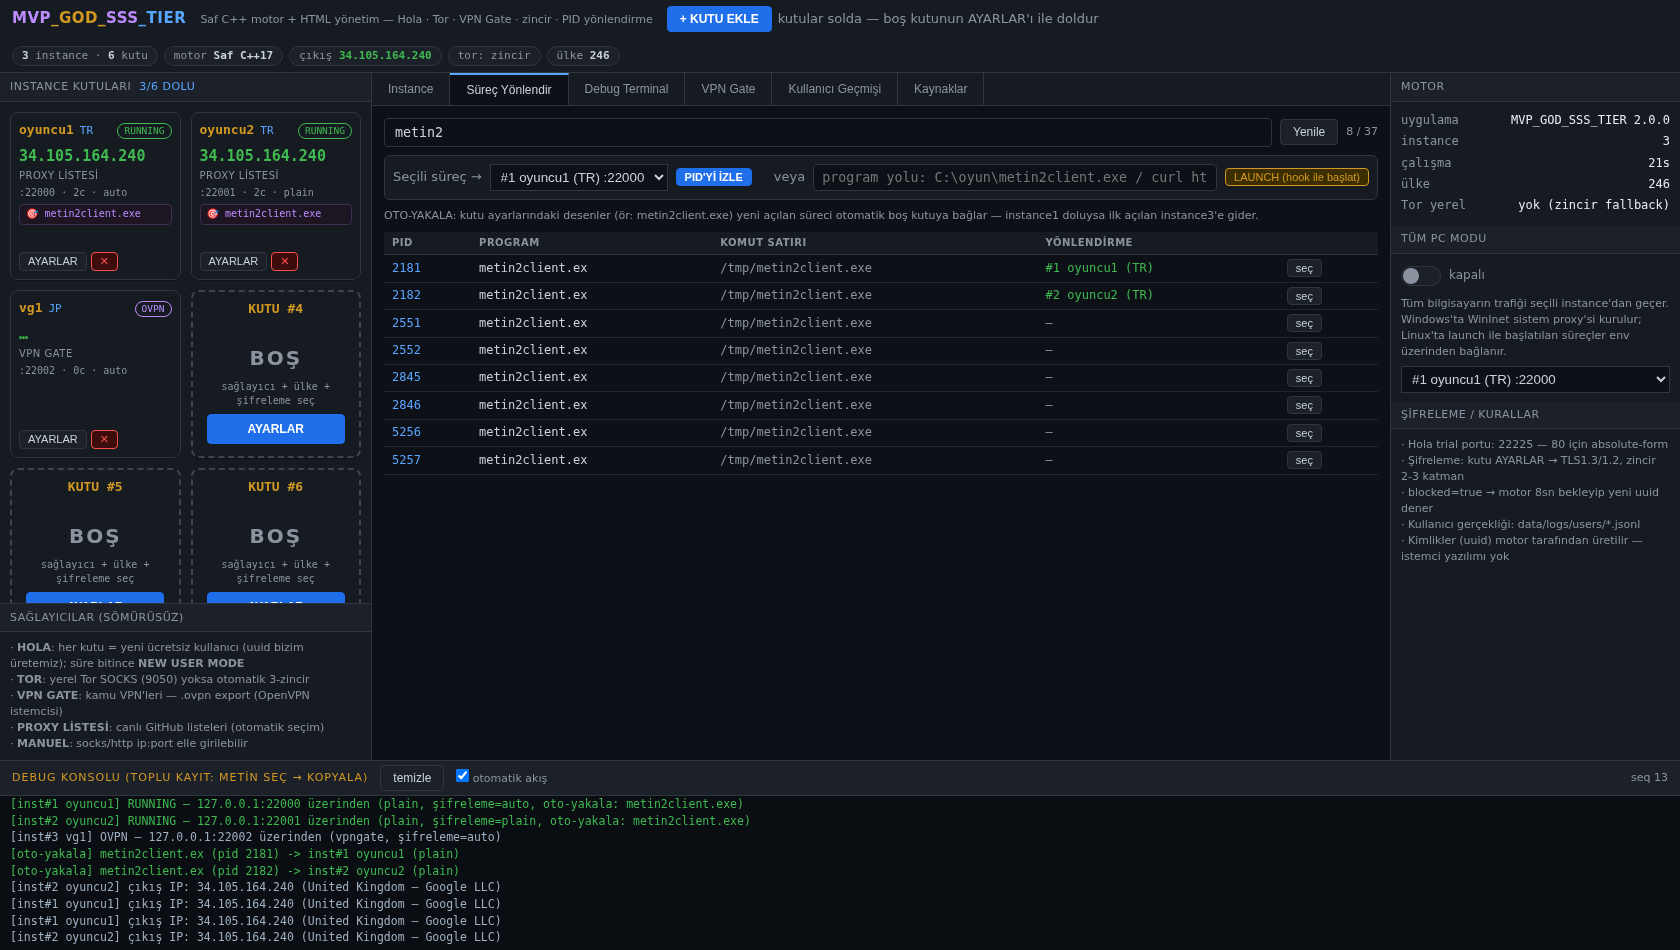 MVP_GOD_SSS_TIER Saf C++ motor + HTML yönetim — Hola · Tor · VPN Gate · zincir · PID yönlendirme + KUTU EKLE kutular solda — boş kutunun AYARLAR'ı ile doldur
3 instance · 6 kutu motor Saf C++17 çıkış 34.105.164.240 tor: zincir ülke 246
INSTANCE KUTULARI 3/6 DOLU
oyuncu1 TR RUNNING
34.105.164.240
PROXY LİSTESİ
:22000 · 2c · auto
🎯 metin2client.exe
AYARLAR ✕
oyuncu2 TR RUNNING
34.105.164.240
PROXY LİSTESİ
:22001 · 2c · plain
🎯 metin2client.exe
AYARLAR ✕
vg1 JP OVPN
…
VPN GATE
:22002 · 0c · auto
AYARLAR ✕
KUTU #4
BOŞ
sağlayıcı + ülke +
şifreleme seç
AYARLAR
KUTU #5
BOŞ
sağlayıcı + ülke +
şifreleme seç
KUTU #6
BOŞ
sağlayıcı + ülke +
şifreleme seç
SAĞLAYICILAR (SÖMÜRÜSÜZ)
· HOLA: her kutu = yeni ücretsiz kullanıcı (uuid bizim
üretemiz); süre bitince NEW USER MODE
· TOR: yerel Tor SOCKS (9050) yoksa otomatik 3-zincir
· VPN GATE: kamu VPN'leri — .ovpn export (OpenVPN
istemcisi)
· PROXY LİSTESİ: canlı GitHub listeleri (otomatik seçim)
· MANUEL: socks/http ip:port elle girilebilir
Instance Süreç Yönlendir Debug Terminal VPN Gate Kullanıcı Geçmişi Kaynaklar
metin2 Yenile 8 / 37
Seçili süreç → #1 oyuncu1 (TR) :22000 PID'Yİ İZLE veya program yolu: C:\oyun\metin2client.exe / curl ht LAUNCH (hook ile başlat)
OTO-YAKALA: kutu ayarlarındaki desenler (ör: metin2client.exe) yeni açılan süreci otomatik boş kutuya bağlar — instance1 doluysa ilk açılan instance3'e gider.
PID PROGRAM KOMUT SATIRI YÖNLENDİRME
2181 metin2client.ex /tmp/metin2client.exe #1 oyuncu1 (TR) seç
2182 metin2client.ex /tmp/metin2client.exe #2 oyuncu2 (TR) seç
2551 metin2client.ex /tmp/metin2client.exe — seç
2552 metin2client.ex /tmp/metin2client.exe — seç
2845 metin2client.ex /tmp/metin2client.exe — seç
2846 metin2client.ex /tmp/metin2client.exe — seç
5256 metin2client.ex /tmp/metin2client.exe — seç
5257 metin2client.ex /tmp/metin2client.exe — seç
MOTOR
uygulama MVP_GOD_SSS_TIER 2.0.0
instance 3
çalışma 21s
ülke 246
Tor yerel yok (zincir fallback)
TÜM PC MODU
kapalı
Tüm bilgisayarın trafiği seçili instance'dan geçer.
Windows'ta WinInet sistem proxy'si kurulur;
Linux'ta launch ile başlatılan süreçler env
üzerinden bağlanır.
#1 oyuncu1 (TR) :22000
ŞİFRELEME / KURALLAR
· Hola trial portu: 22225 — 80 için absolute-form
· Şifreleme: kutu AYARLAR → TLS1.3/1.2, zincir
2-3 katman
· blocked=true → motor 8sn bekleyip yeni uuid
dener
· Kullanıcı gerçekliği: data/logs/users/*.jsonl
· Kimlikler (uuid) motor tarafından üretilir —
istemci yazılımı yok
DEBUG KONSOLU (TOPLU KAYIT: METİN SEÇ → KOPYALA) temizle otomatik akış seq 13
[inst#1 oyuncu1] RUNNING — 127.0.0.1:22000 üzerinden (plain, şifreleme=auto, oto-yakala: metin2client.exe)
[inst#2 oyuncu2] RUNNING — 127.0.0.1:22001 üzerinden (plain, şifreleme=plain, oto-yakala: metin2client.exe)
[inst#3 vg1] OVPN — 127.0.0.1:22002 üzerinden (vpngate, şifreleme=auto)
[oto-yakala] metin2client.ex (pid 2181) -> inst#1 oyuncu1 (plain)
[oto-yakala] metin2client.ex (pid 2182) -> inst#2 oyuncu2 (plain)
[inst#2 oyuncu2] çıkış IP: 34.105.164.240 (United Kingdom — Google LLC)
[inst#1 oyuncu1] çıkış IP: 34.105.164.240 (United Kingdom — Google LLC)
[inst#1 oyuncu1] çıkış IP: 34.105.164.240 (United Kingdom — Google LLC)
[inst#2 oyuncu2] çıkış IP: 34.105.164.240 (United Kingdom — Google LLC)